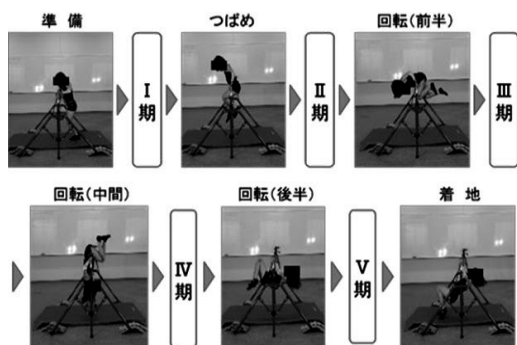 準 備
つばめ
回転(前半)
Ⅰ期
Ⅱ期
Ⅲ期
回転(中間)
回転(後半)
着 地
Ⅳ期
Ⅴ期